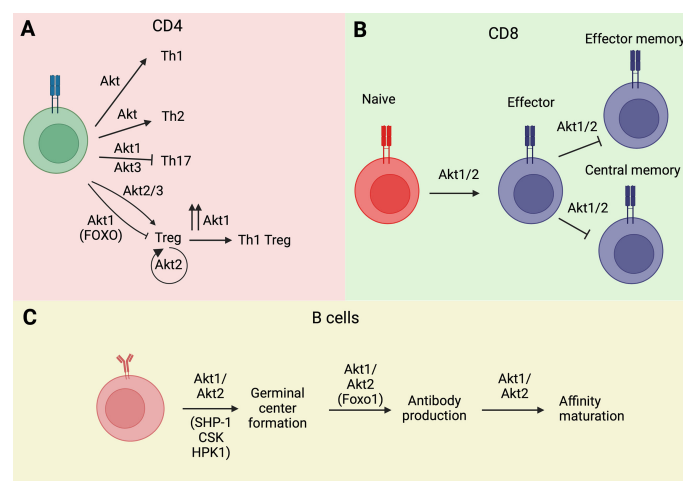 A
CD4
Th1
Akt
Akt
Th2
Akt1
Akt3
Th17
Akt2/3
Akt1
(FOXO)
Treg
Akt1
Th1 Treg
Akt2
B
CD8
Effector memory
Naive
Effector
Akt1/2
Akt1/2
Central memory
Akt1/2
C
B cells
Akt1/
Akt2
(SHP-1
CSK
HPK1)
Germinal
center
formation
Akt1/
Akt2
(Foxo1)
Antibody
production
Akt1/
Akt2
Affinity
maturation